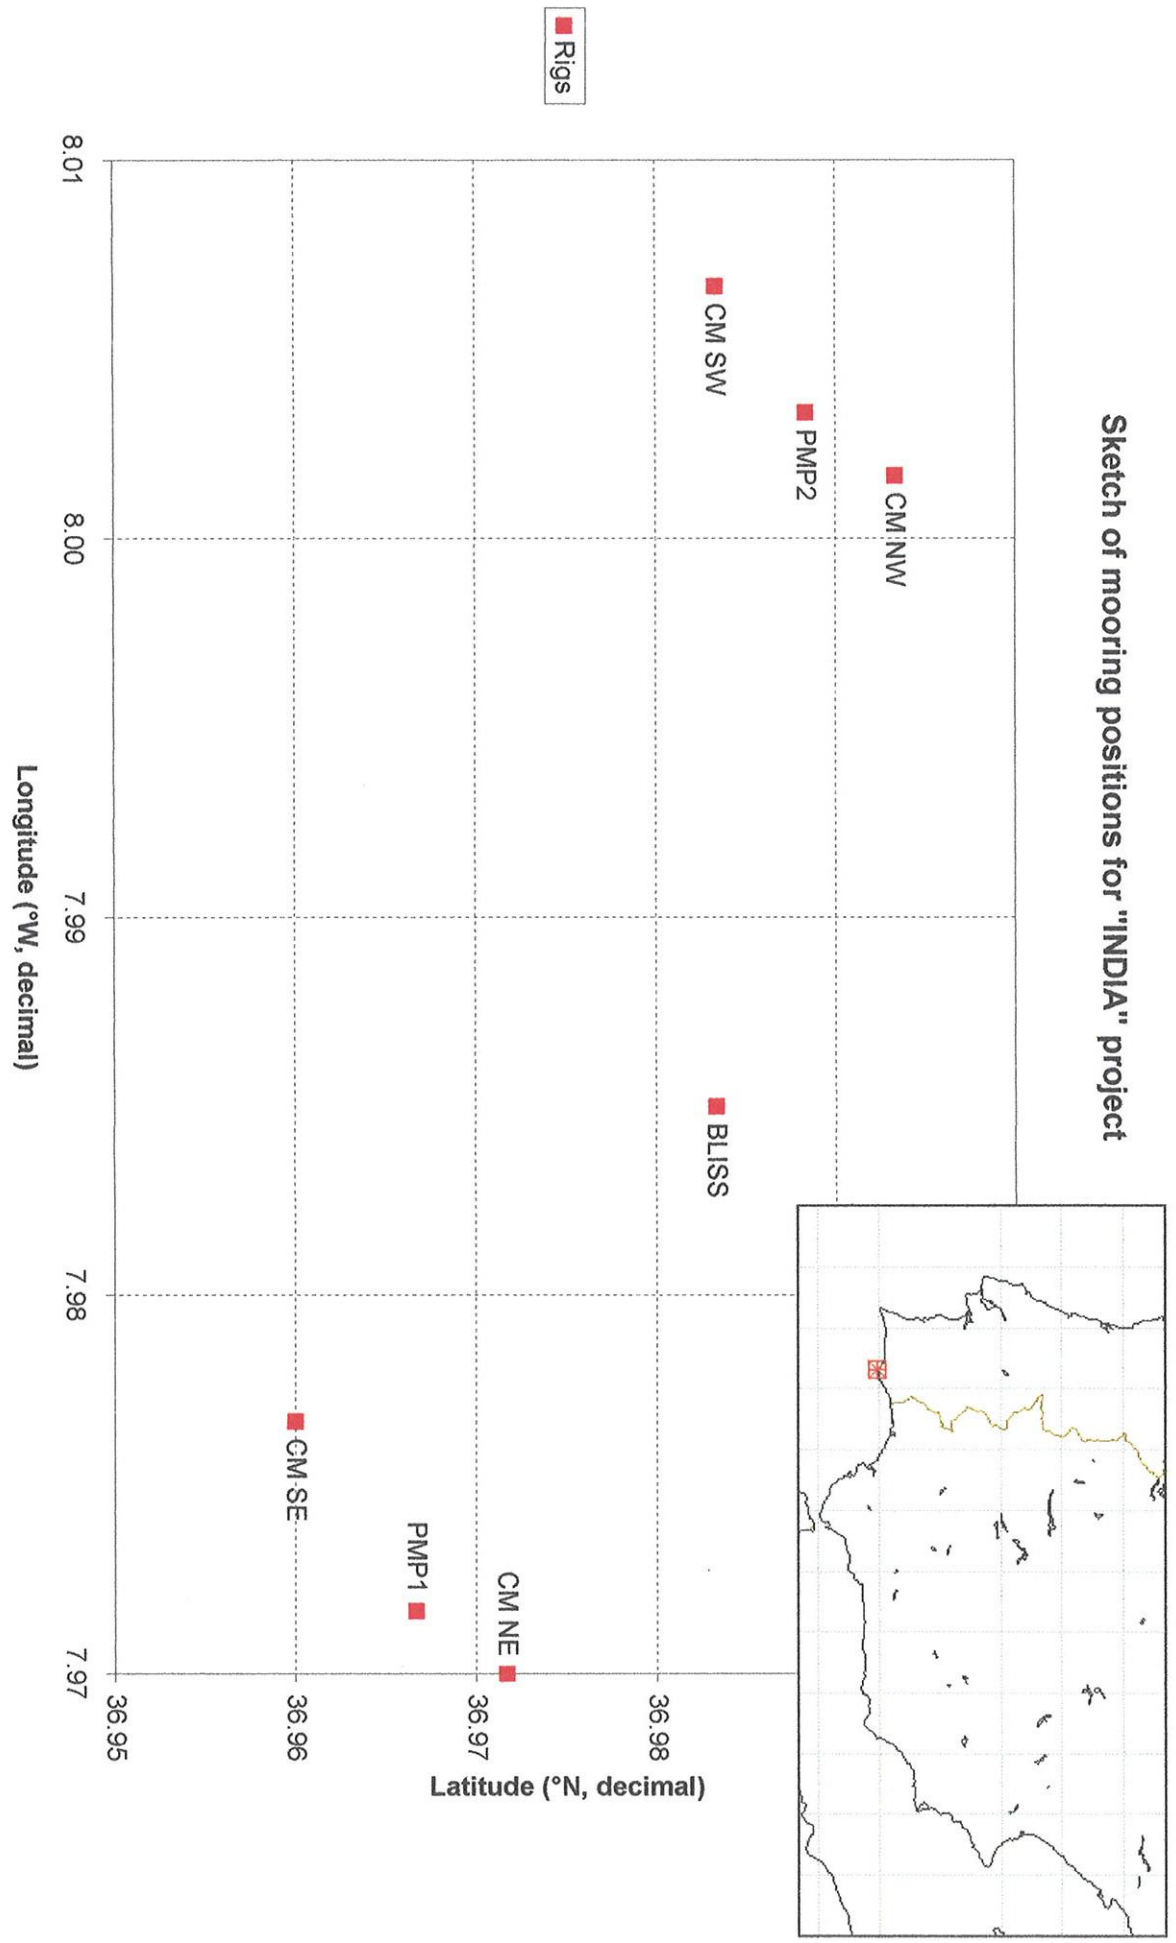 Sketch of mooring positions for "INDIA" project
CM NW
PMP2
CM SW
BLISS
CM NE
PMP1
CM SE
36.98
36.97
36.96
36.95
Latitude (°N, decimal)
8.01
8.00
7.99
7.98
7.97
Longitude (°W, decimal)
Rigs